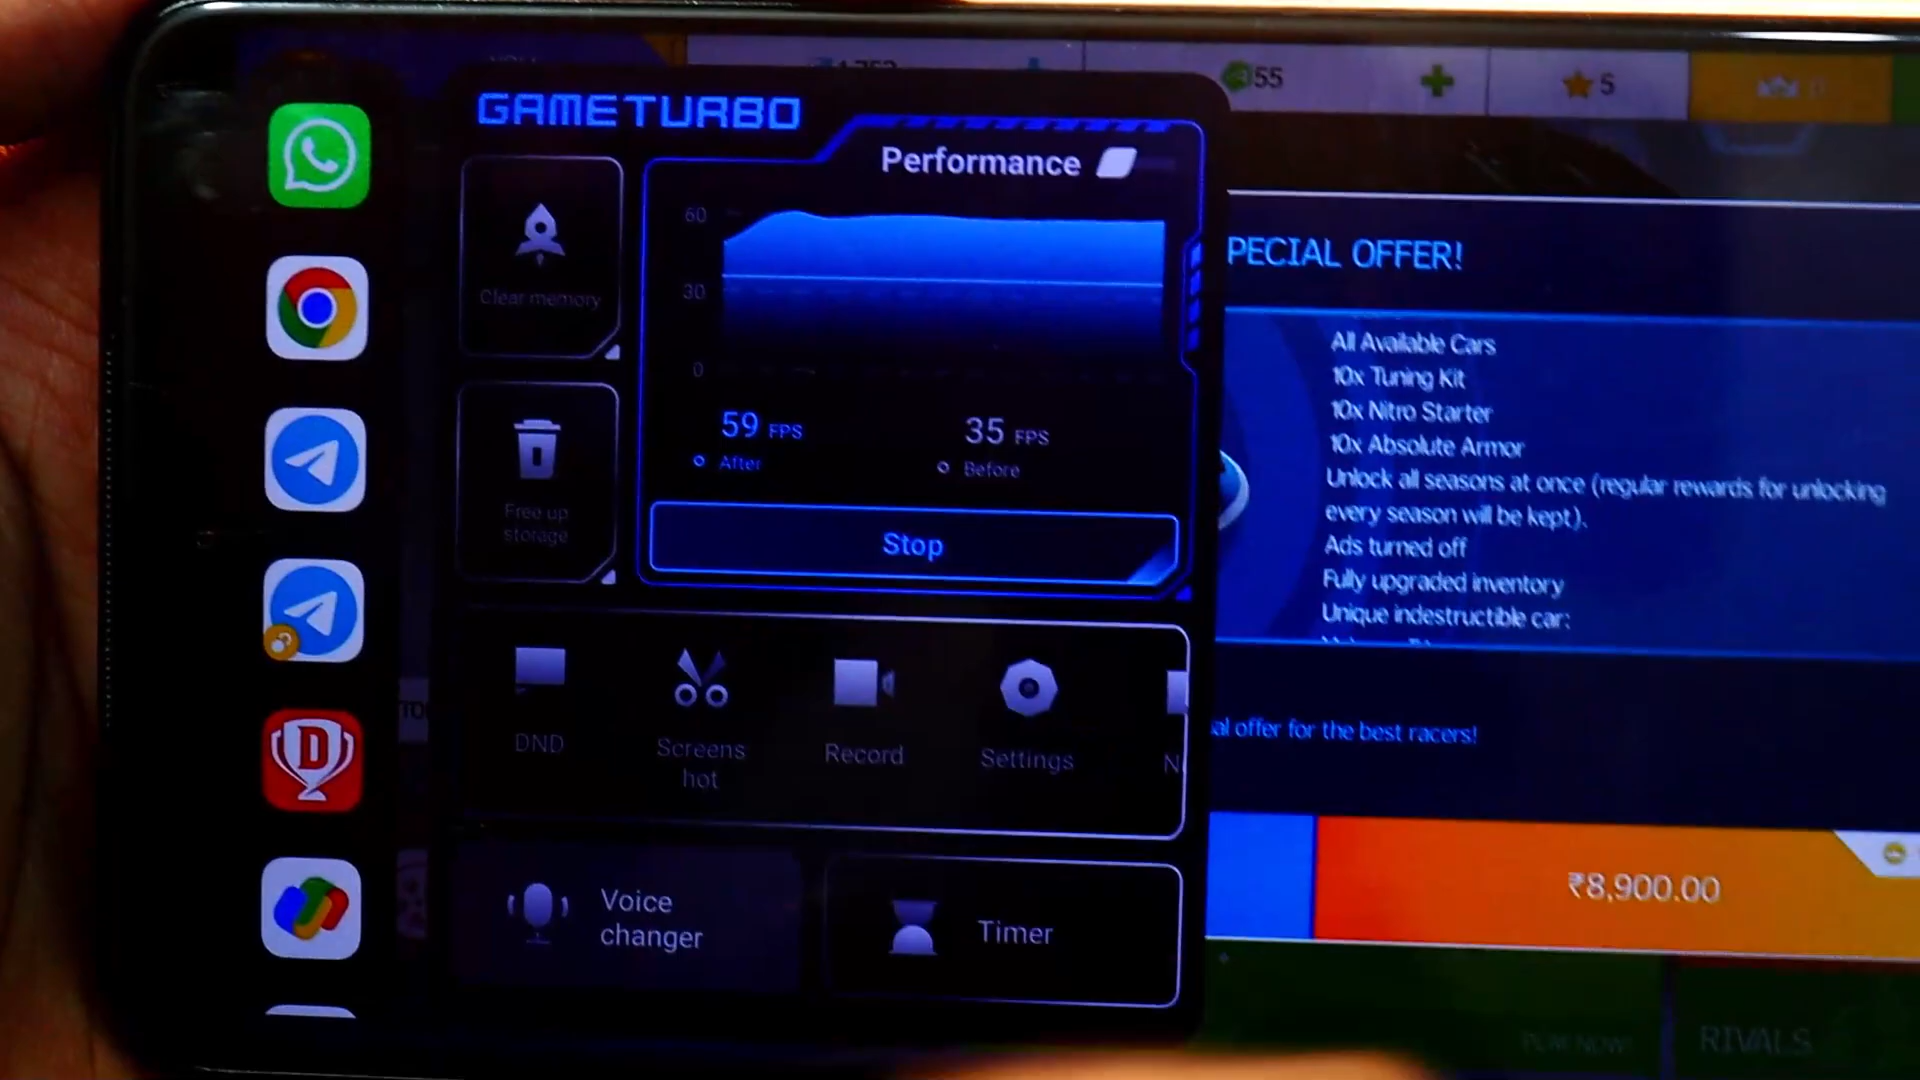 55
5
GAMETURBO
Performance
60
30
0
59 FPS
After
35 FPS
Before
Stop
Clear memory
Free up
storage
DND
Screens
hot
Record
Settings
N
Voice
changer
Timer
PECIAL OFFER!
All Available Cars
10x Tuning Kit
10x Nitro Starter
10x Absolute Armor
Unlock all seasons at once (regular rewards for unlocking
every season will be kept).
Ads turned off
Fully upgraded inventory
Unique indestructible car:
al offer for the best racers!
₹8,900.00
PLAY NOW!
RIVALS
D